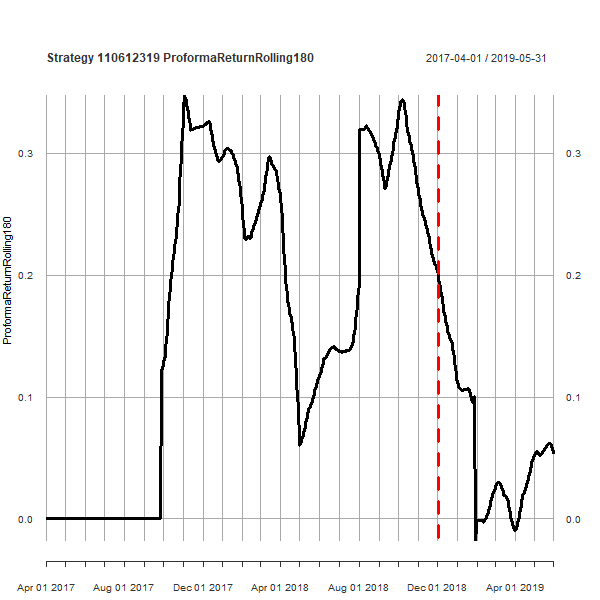 Strategy 110612319 ProformaReturnRolling180 2017-04-01 / 2019-05-31
ProformaReturnRolling180
0.3 0.3
0.2 0.2
0.1 0.1
0.0 0.0
Apr 01 2017 Aug 01 2017 Dec 01 2017 Apr 01 2018 Aug 01 2018 Dec 01 2018 Apr 01 2019